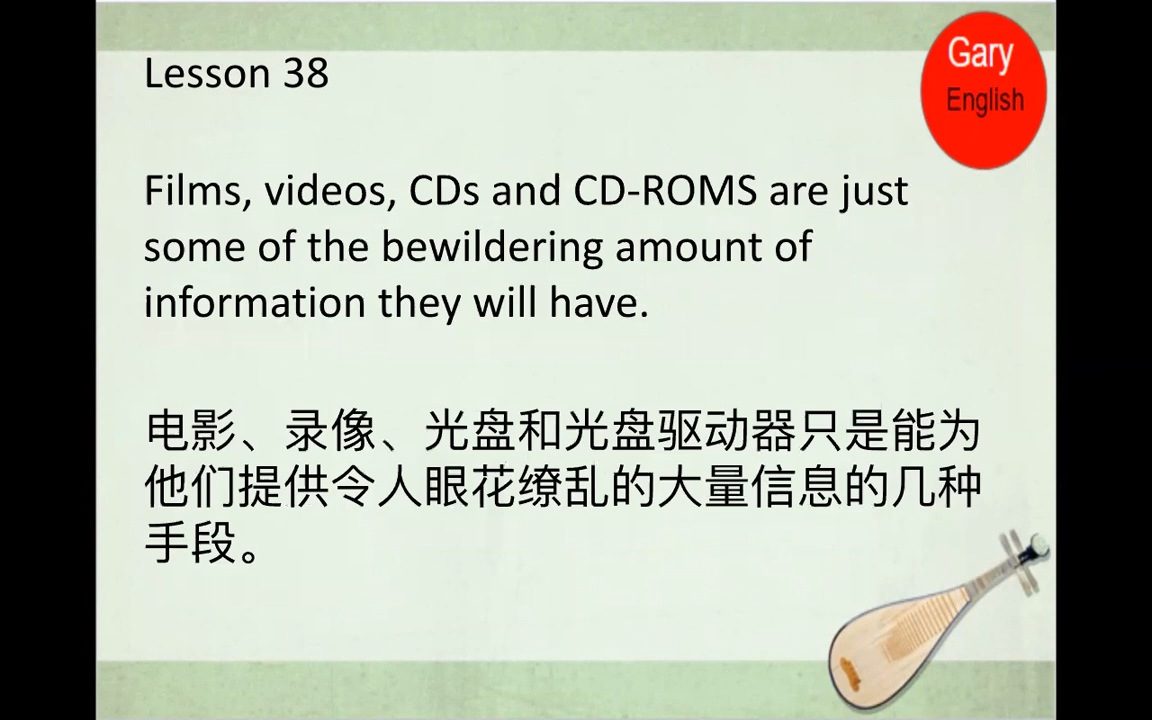 Lesson 38
Gary
English
Films, videos, CDs and CD-ROMS are just
some of the bewildering amount of
information they will have.
电影、录像、光盘和光盘驱动器只是能为
他们提供令人眼花缭乱的大量信息的几种
手段。